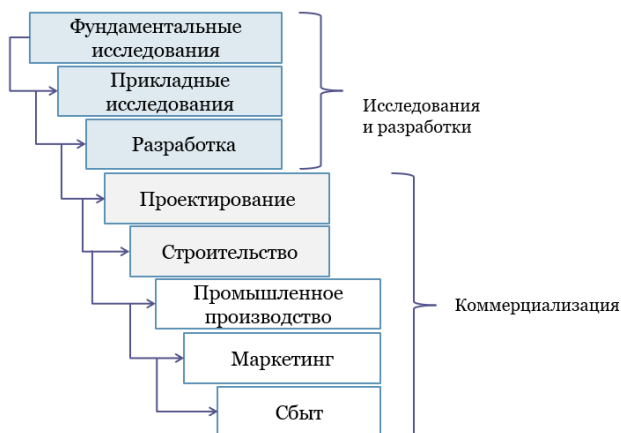 Фундаментальные
исследования
Прикладные
исследования
Исследования
и разработки
Разработка
Проектирование
Строительство
Промышленное
производство
Коммерциализация
Маркетинг
Сбыт